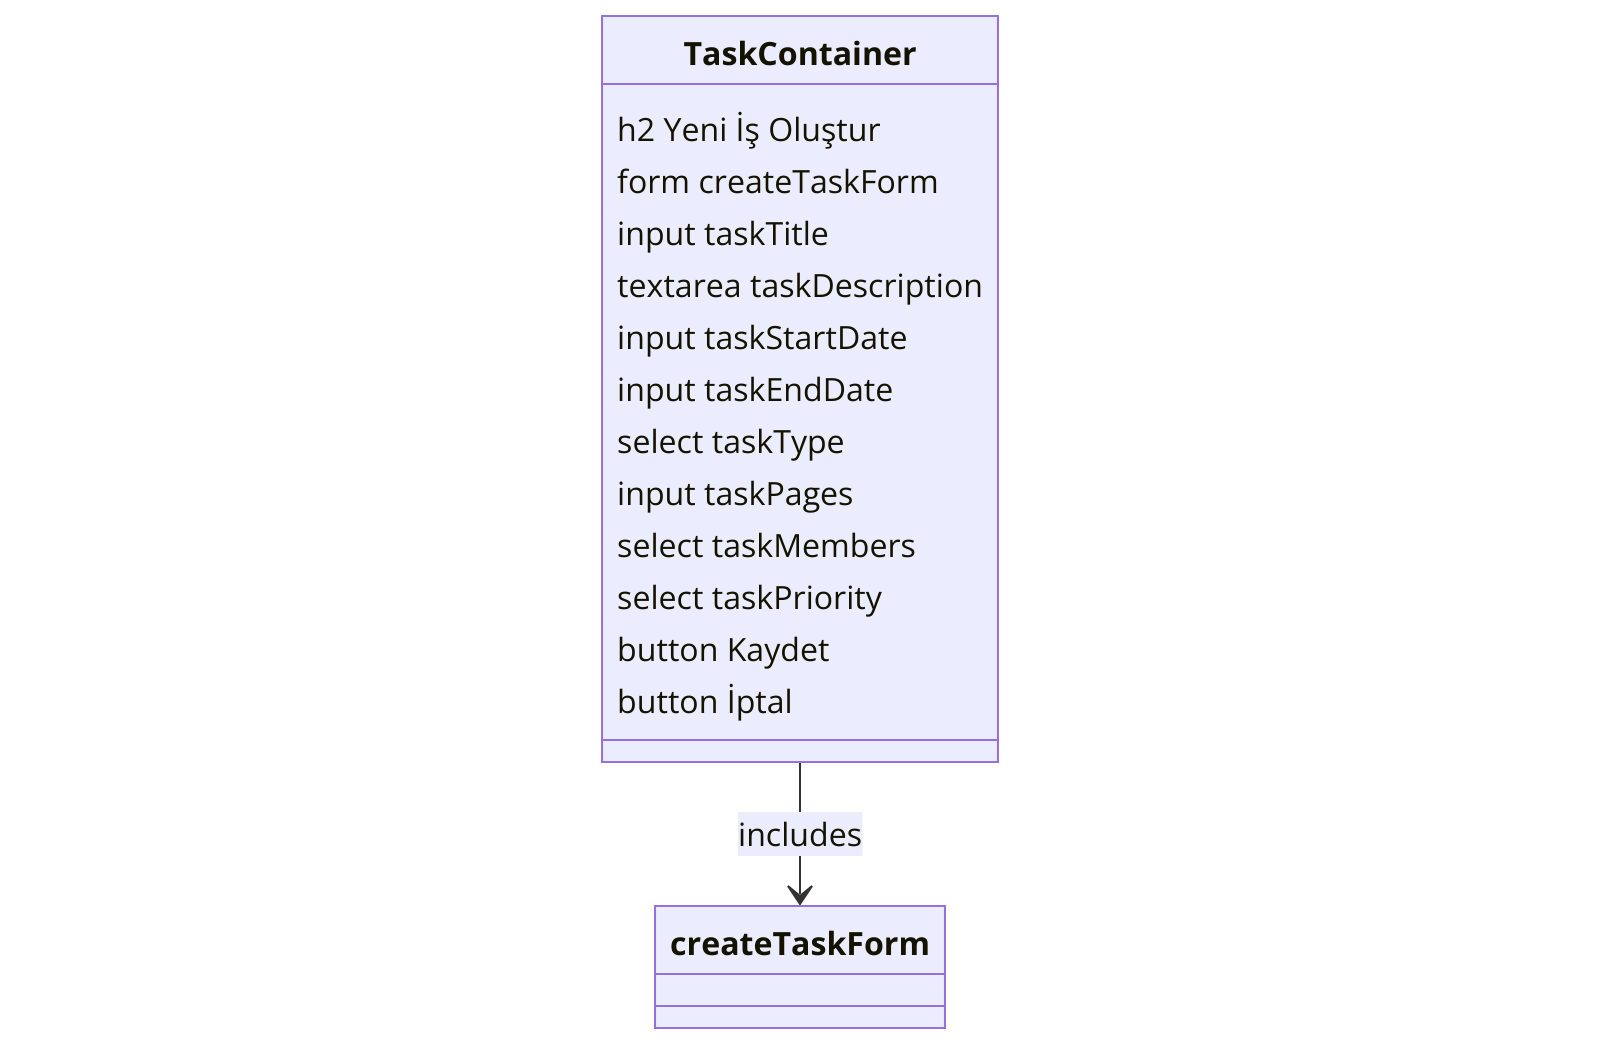 TaskContainer
h2 Yeni İş Oluştur
form createTaskForm
input taskTitle
textarea taskDescription
input taskStartDate
input taskEndDate
select taskType
input taskPages
select taskMembers
select taskPriority
button Kaydet
button İptal
includes
createTaskForm